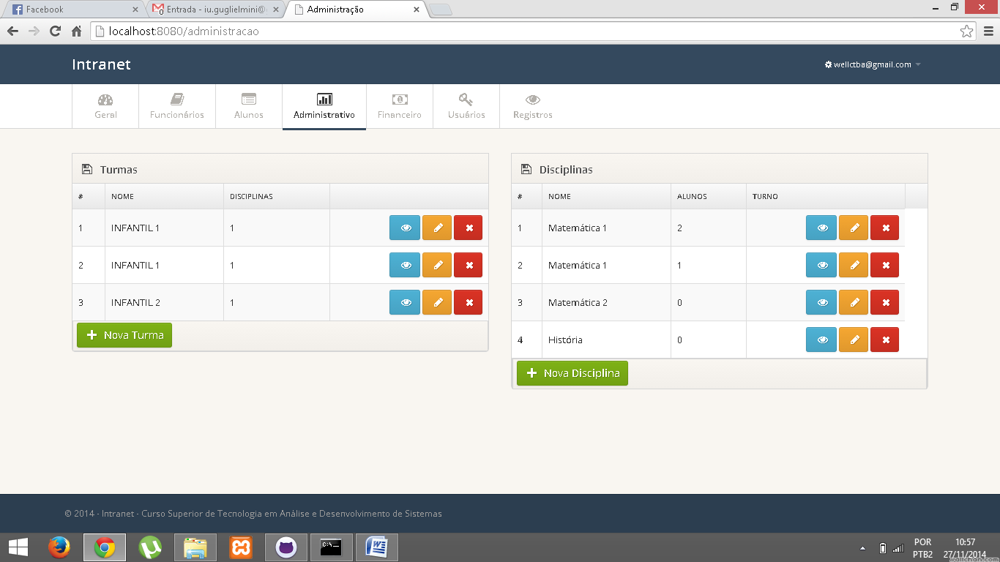 Facebook
Entrada - iu.guglielmini@
Administração
localhost:8080/administracao
Intranet
wellctba@gmail.com
Geral
Funcionários
Alunos
Administrativo
Financeiro
Usuários
Registros
Turmas
# NOME DISCIPLINAS
1 INFANTIL 1 1
2 INFANTIL 1 1
3 INFANTIL 2 1
Nova Turma
Disciplinas
# NOME ALUNOS TURNO
1 Matemática 1 2
2 Matemática 1 1
3 Matemática 2 0
4 História 0
Nova Disciplina
© 2014 - Intranet - Curso Superior de Tecnologia em Análise e Desenvolvimento de Sistemas
C:\_
POR
PTB2
10:57
27/11/2014